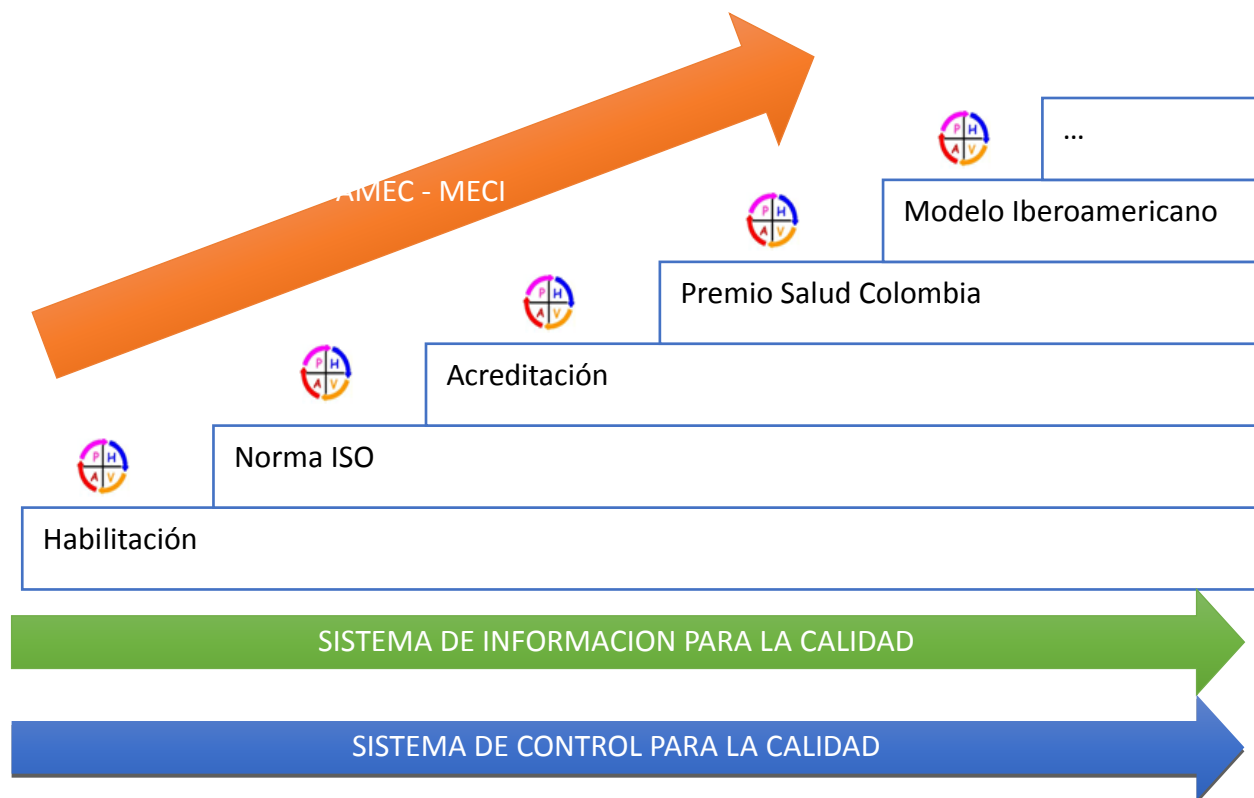 P H
A V
...
AMEC - MECI
P H
A V
Modelo Iberoamericano
P H
A V
Premio Salud Colombia
P H
A V
Acreditación
P H
A V
Norma ISO
Habilitación
SISTEMA DE INFORMACION PARA LA CALIDAD
SISTEMA DE CONTROL PARA LA CALIDAD